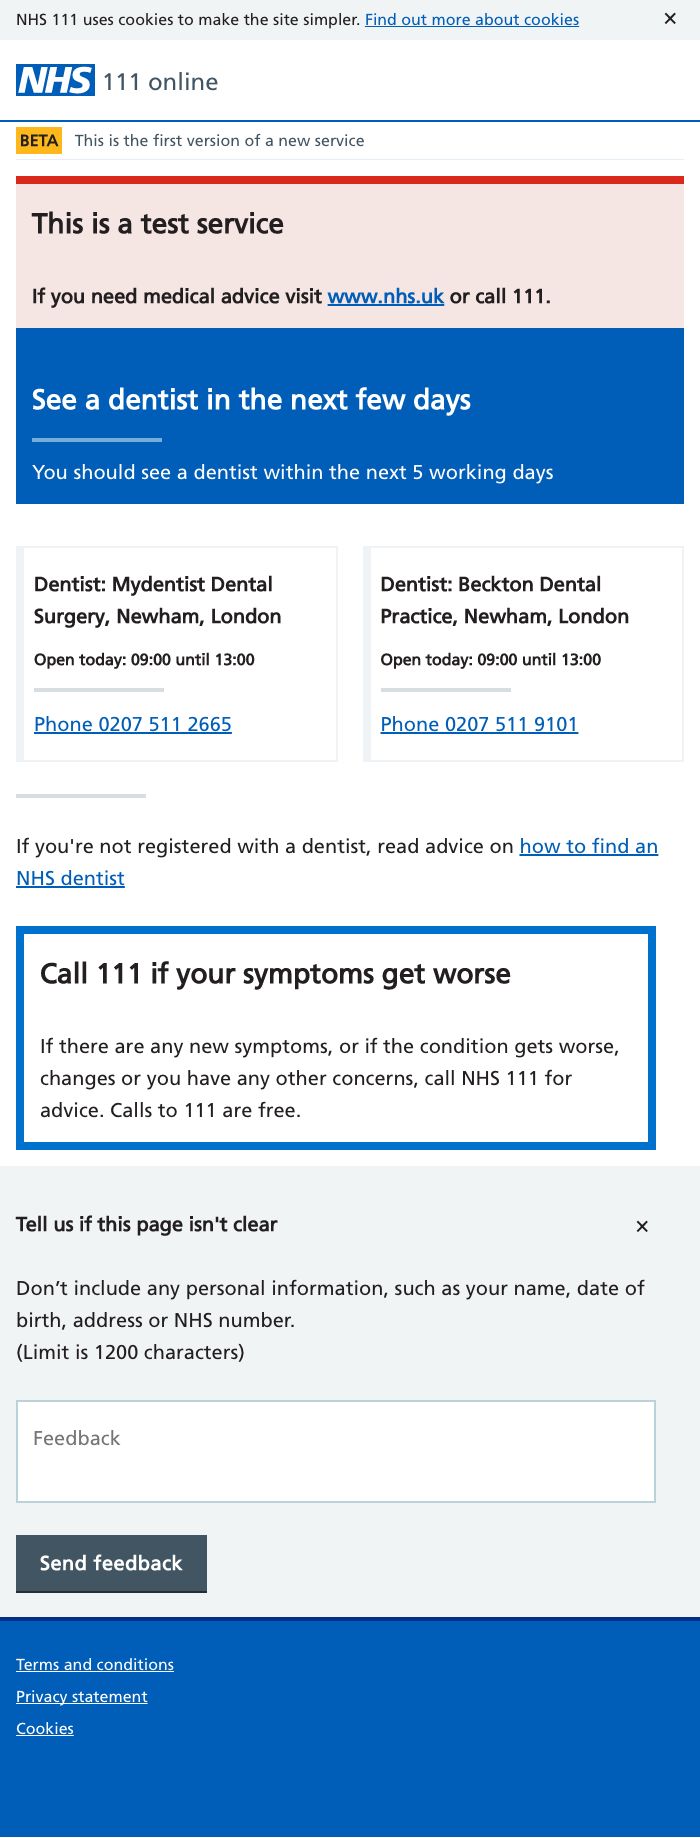 NHS 111 uses cookies to make the site simpler. Find out more about cookies ×
NHS 111 online
BETA This is the first version of a new service
This is a test service
If you need medical advice visit www.nhs.uk or call 111.
See a dentist in the next few days
You should see a dentist within the next 5 working days
Dentist: Mydentist Dental
Surgery, Newham, London
Open today: 09:00 until 13:00
Phone 0207 511 2665
Dentist: Beckton Dental
Practice, Newham, London
Open today: 09:00 until 13:00
Phone 0207 511 9101
If you're not registered with a dentist, read advice on how to find an
NHS dentist
Call 111 if your symptoms get worse
If there are any new symptoms, or if the condition gets worse,
changes or you have any other concerns, call NHS 111 for
advice. Calls to 111 are free.
Tell us if this page isn't clear ×
Don’t include any personal information, such as your name, date of
birth, address or NHS number.
(Limit is 1200 characters)
Feedback
Send feedback
Terms and conditions
Privacy statement
Cookies